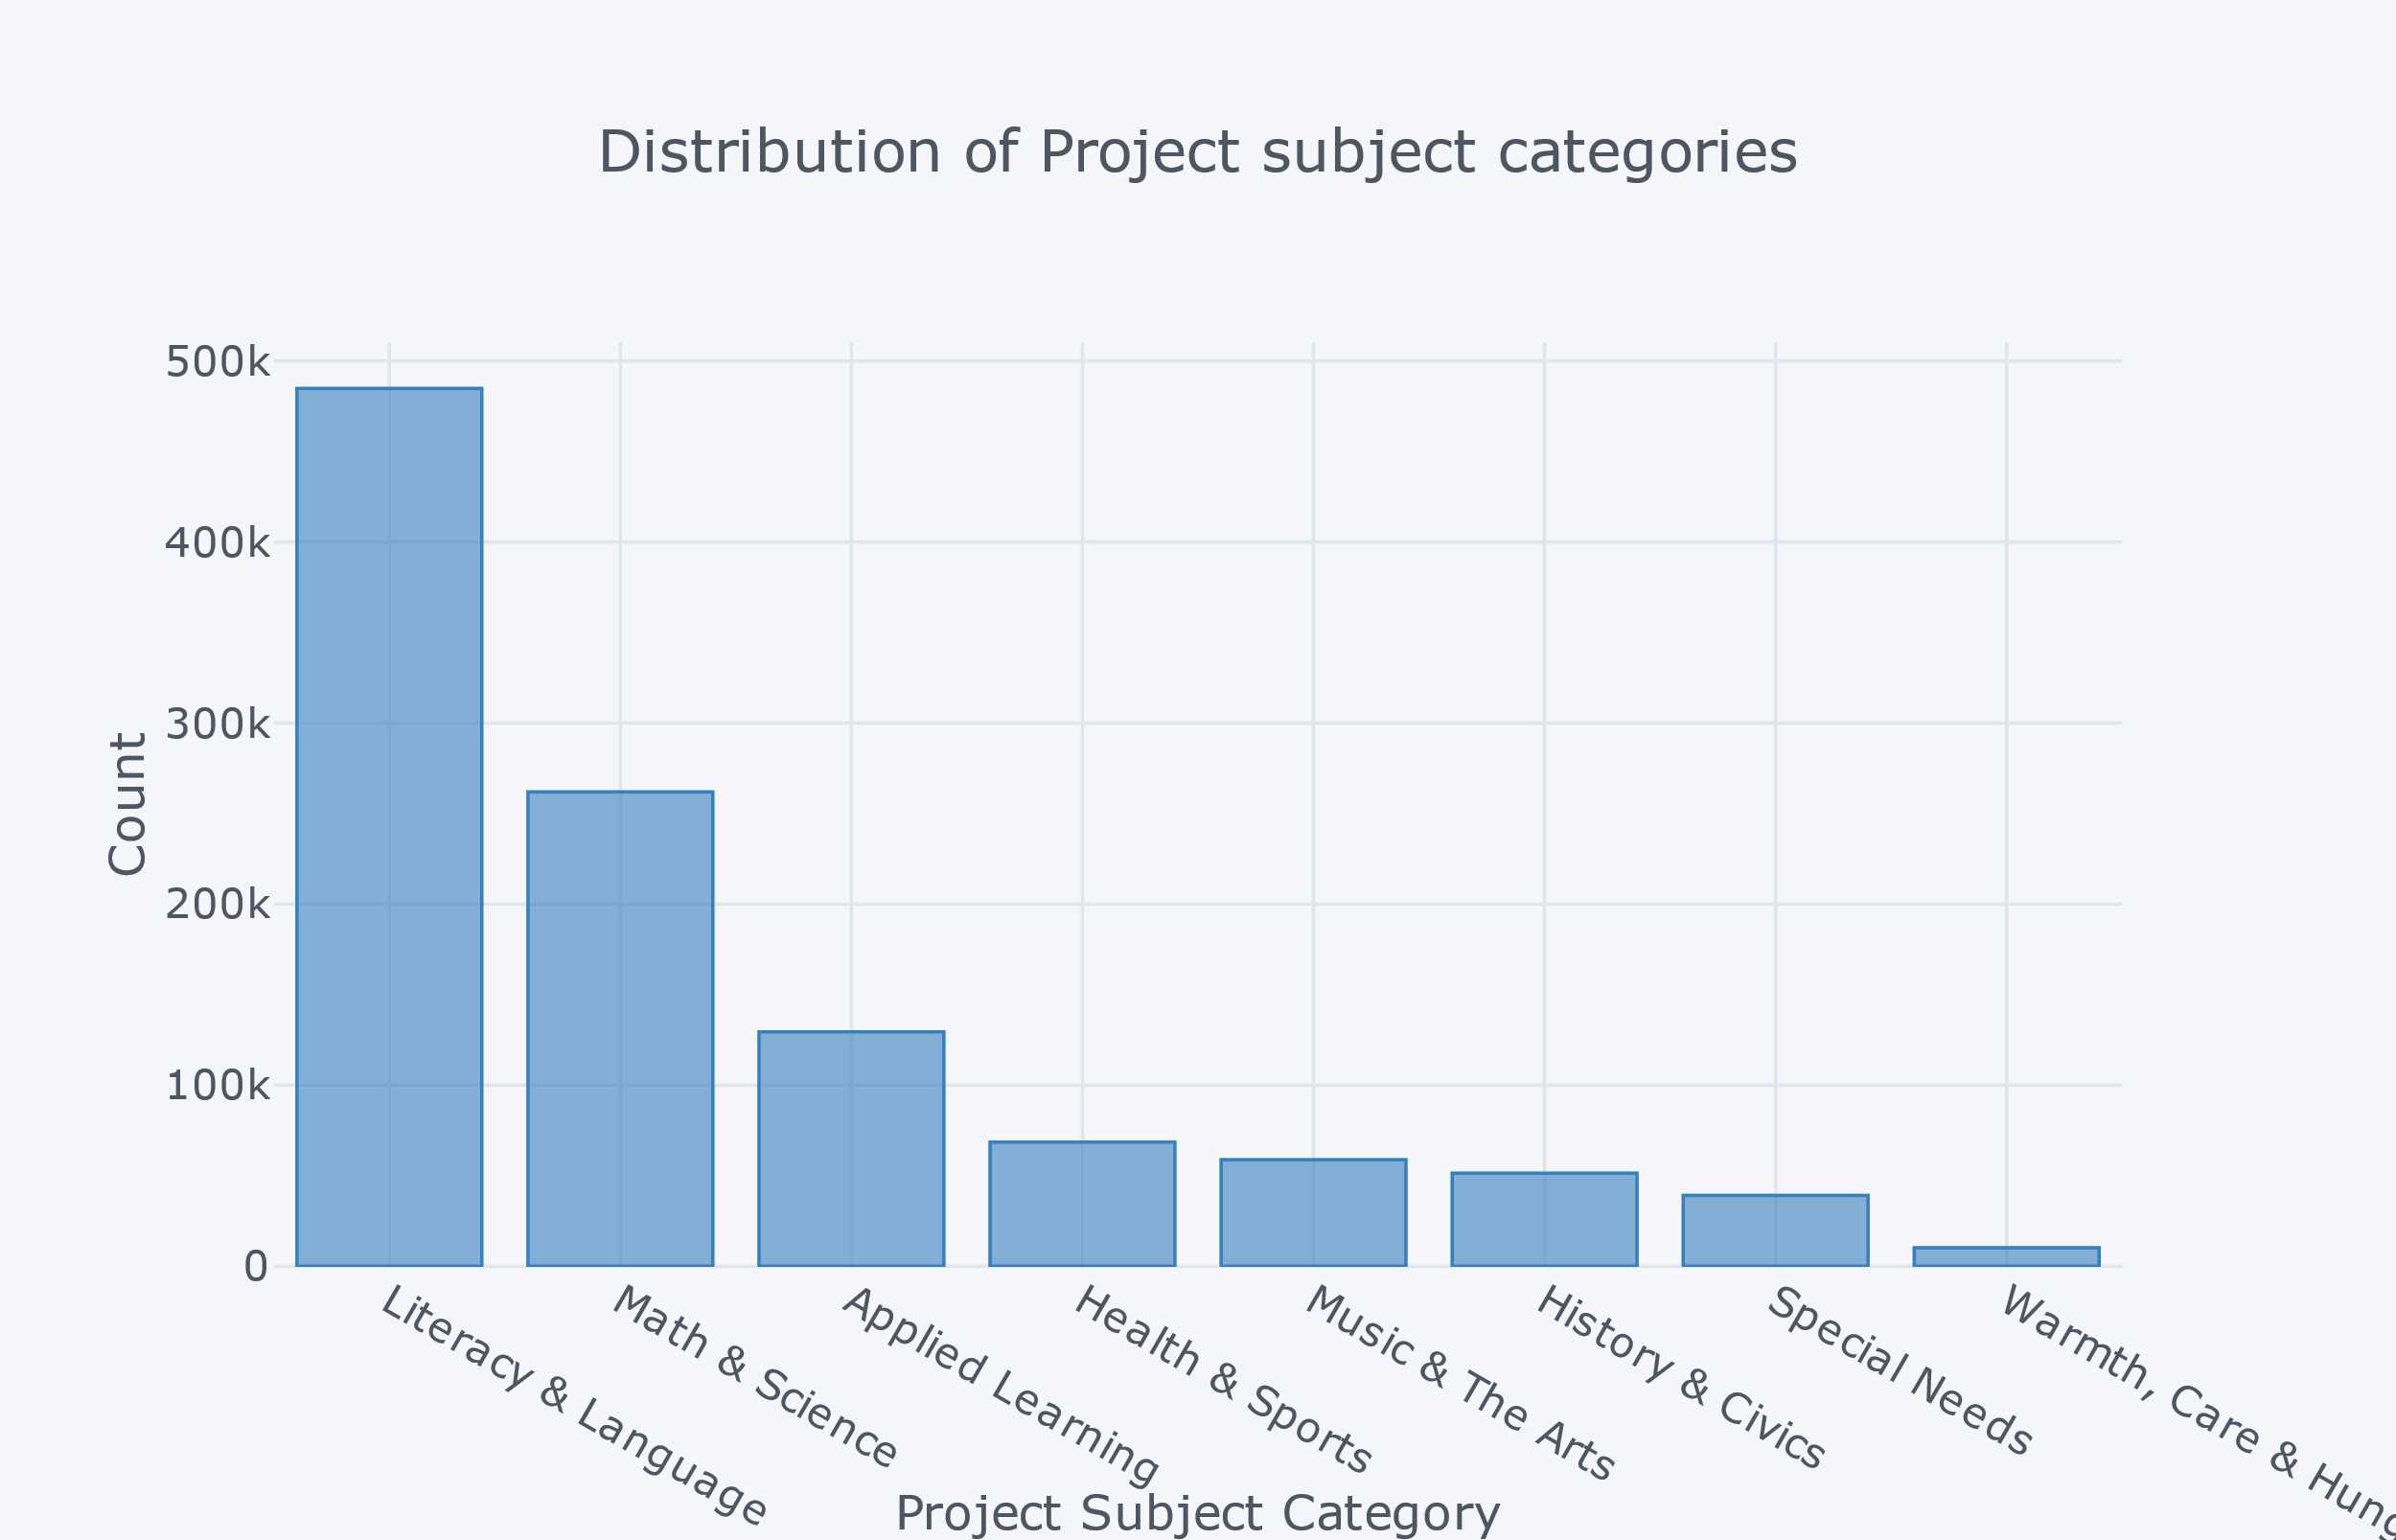 Distribution of Project subject categories
500k
400k
300k
200k
100k
0
Count
Literacy & Language
Math & Science
Applied Learning
Health & Sports
Music & The Arts
History & Civics
Special Needs
Warmth, Care &
Project Subject Category